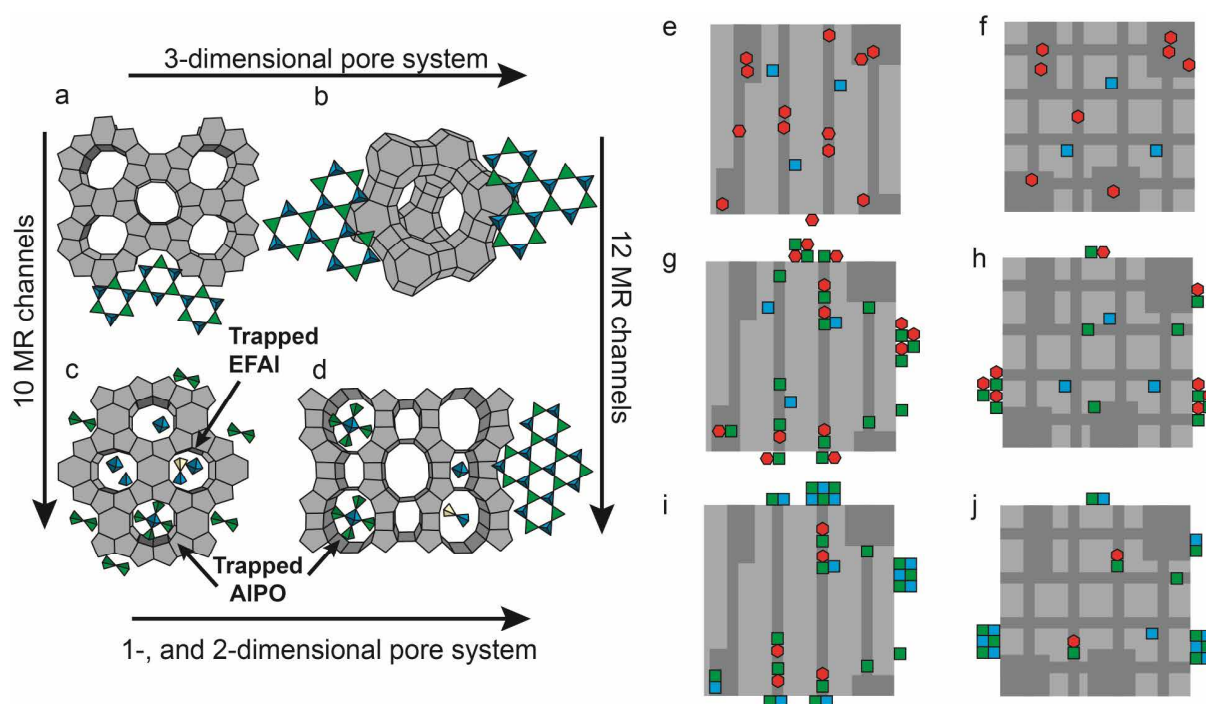 3-dimensional pore system
a
b
10 MR channels
12 MR channels
Trapped
EFAl
c
d
Trapped
AlPO
1-, and 2-dimensional pore system
e
f
g
h
i
j